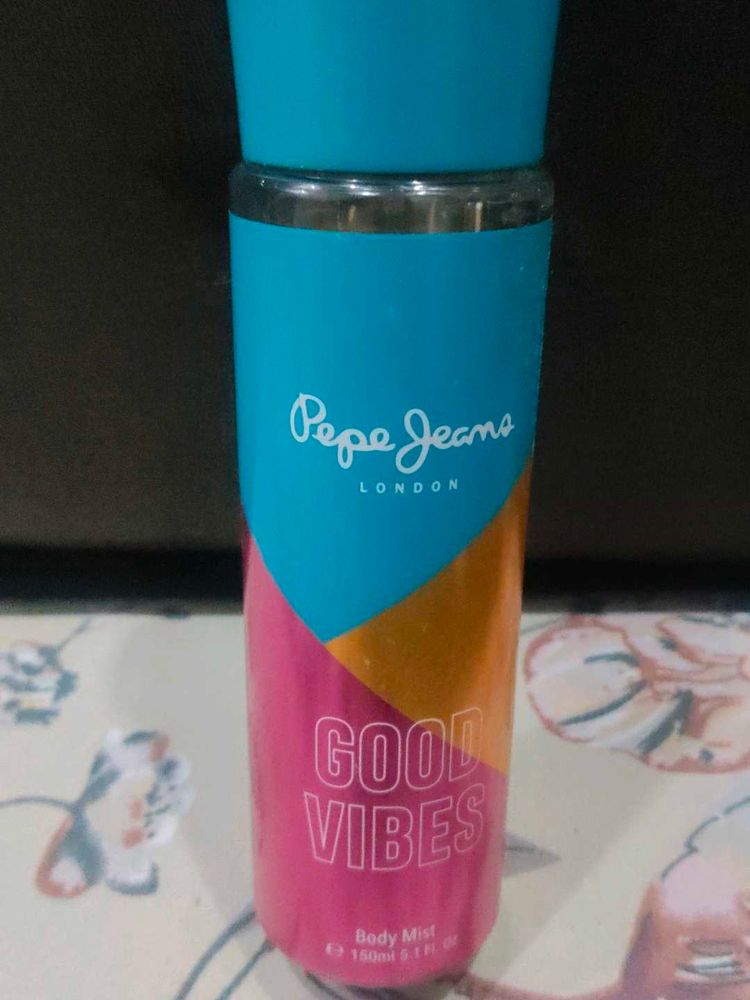 Pepe Jeans
LONDON
GOOD
VIBES
Body Mist
℮ 150ml 5.1 fl. Oz